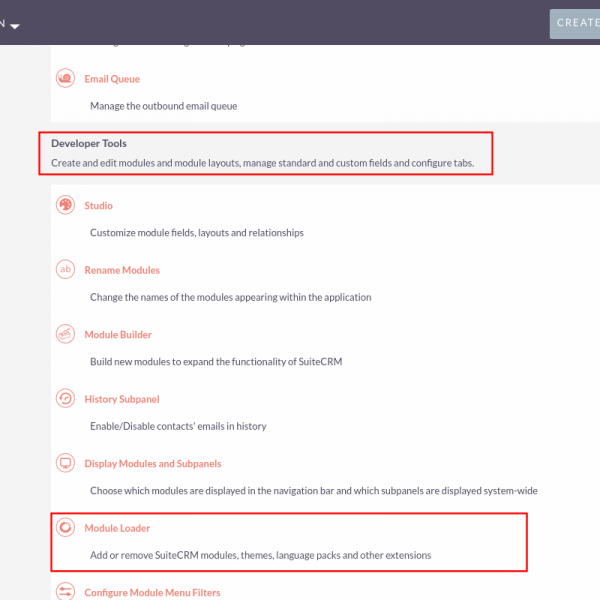 N
CREATE
Email Queue
Manage the outbound email queue
Developer Tools
Create and edit modules and module layouts, manage standard and custom fields and configure tabs.
Studio
Customize module fields, layouts and relationships
ab
Rename Modules
Change the names of the modules appearing within the application
Module Builder
Build new modules to expand the functionality of SuiteCRM
History Subpanel
Enable/Disable contacts' emails in history
Display Modules and Subpanels
Choose which modules are displayed in the navigation bar and which subpanels are displayed system-wide
Module Loader
Add or remove SuiteCRM modules, themes, language packs and other extensions
Configure Module Menu Filters